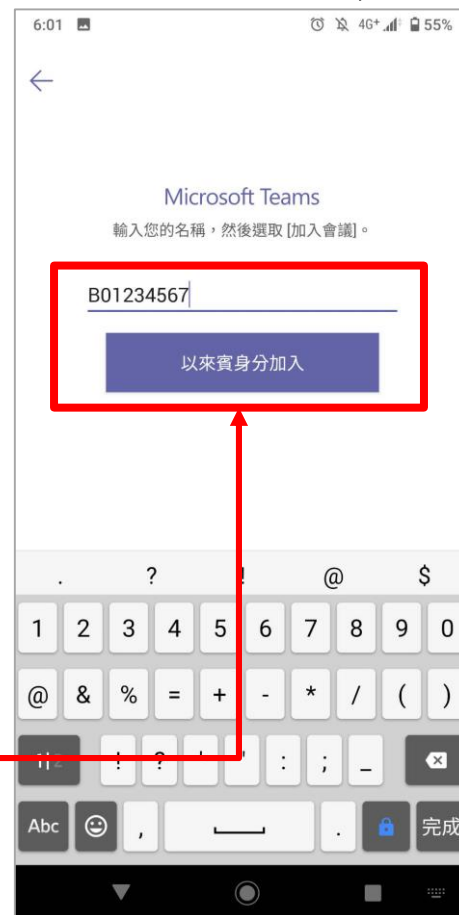 6:01 4G+ 55%
Microsoft Teams
輸入您的名稱，然後選取 [加入會議]。
B01234567
以來賓身分加入
. ? ! @ $
1 2 3 4 5 6 7 8 9 0
@ & % = + - * / ( )
1|2 ! ? ' " : ; _
Abc , . 完成